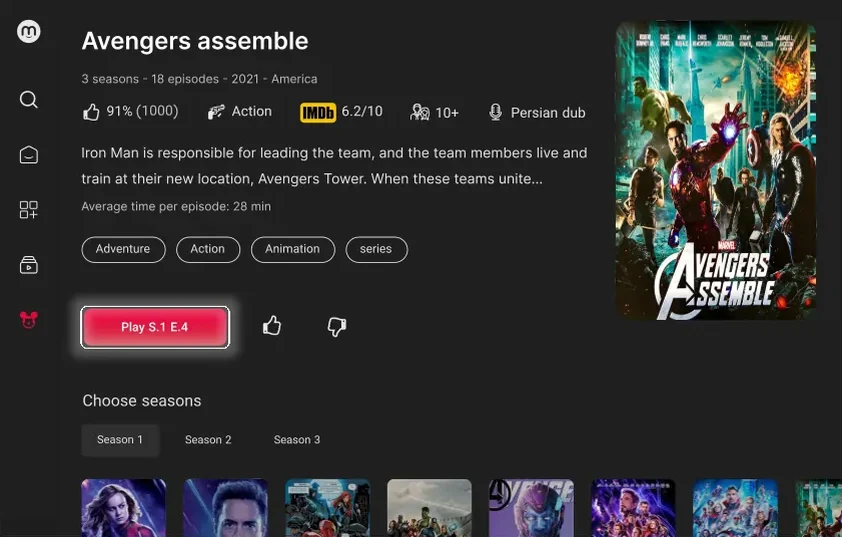 m
Avengers assemble
3 seasons - 18 episodes - 2021 - America
91% (1000) Action IMDb 6.2/10 10+ Persian dub
Iron Man is responsible for leading the team, and the team members live and
train at their new location, Avengers Tower. When these teams unite...
Average time per episode: 28 min
Adventure Action Animation series
MARVEL
AVENGERS
ASSEMBLE
Play S.1 E.4
Choose seasons
Season 1 Season 2 Season 3